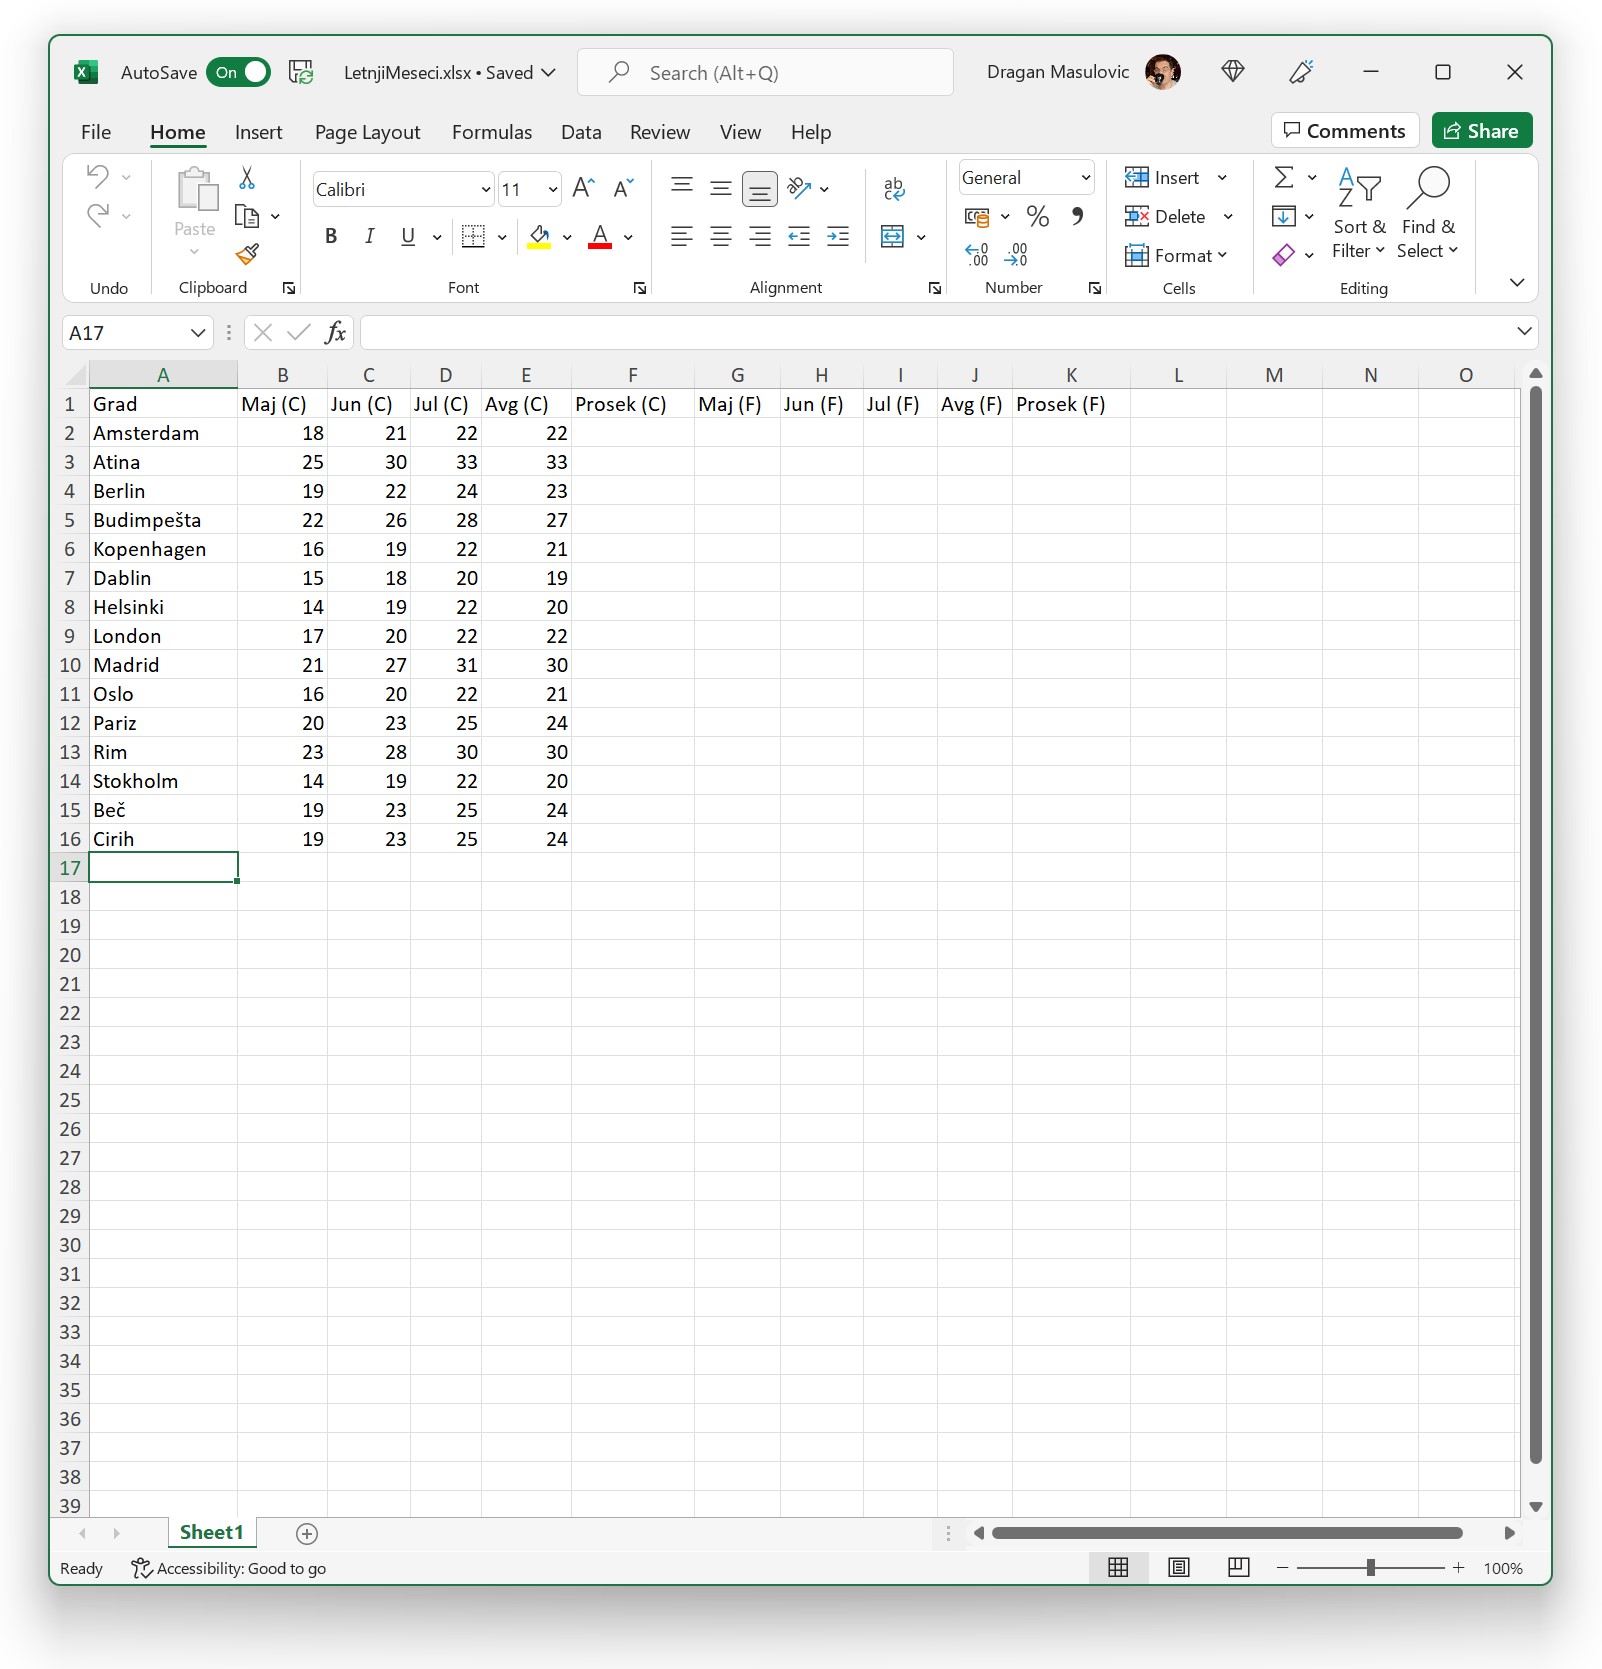 AutoSave On LetnjiMeseci.xlsx • Saved Search (Alt+Q) Dragan Masulovic
File Home Insert Page Layout Formulas Data Review View Help Comments Share
Paste Calibri 11 B I U A General % Insert Delete Format Sort & Filter Find & Select
Undo Clipboard Font Alignment Number Cells Editing
A17 fx
A B C D E F G H I J K L M N O
1 Grad Maj (C) Jun (C) Jul (C) Avg (C) Prosek (C) Maj (F) Jun (F) Jul (F) Avg (F) Prosek (F)
2 Amsterdam 18 21 22 22
3 Atina 25 30 33 33
4 Berlin 19 22 24 23
5 Budimpešta 22 26 28 27
6 Kopenhagen 16 19 22 21
7 Dablin 15 18 20 19
8 Helsinki 14 19 22 20
9 London 17 20 22 22
10 Madrid 21 27 31 30
11 Oslo 16 20 22 21
12 Pariz 20 23 25 24
13 Rim 23 28 30 30
14 Stokholm 14 19 22 20
15 Beč 19 23 25 24
16 Cirih 19 23 25 24
17
18
19
20
21
22
23
24
25
26
27
28
29
30
31
32
33
34
35
36
37
38
39
Sheet1
Ready Accessibility: Good to go 100%